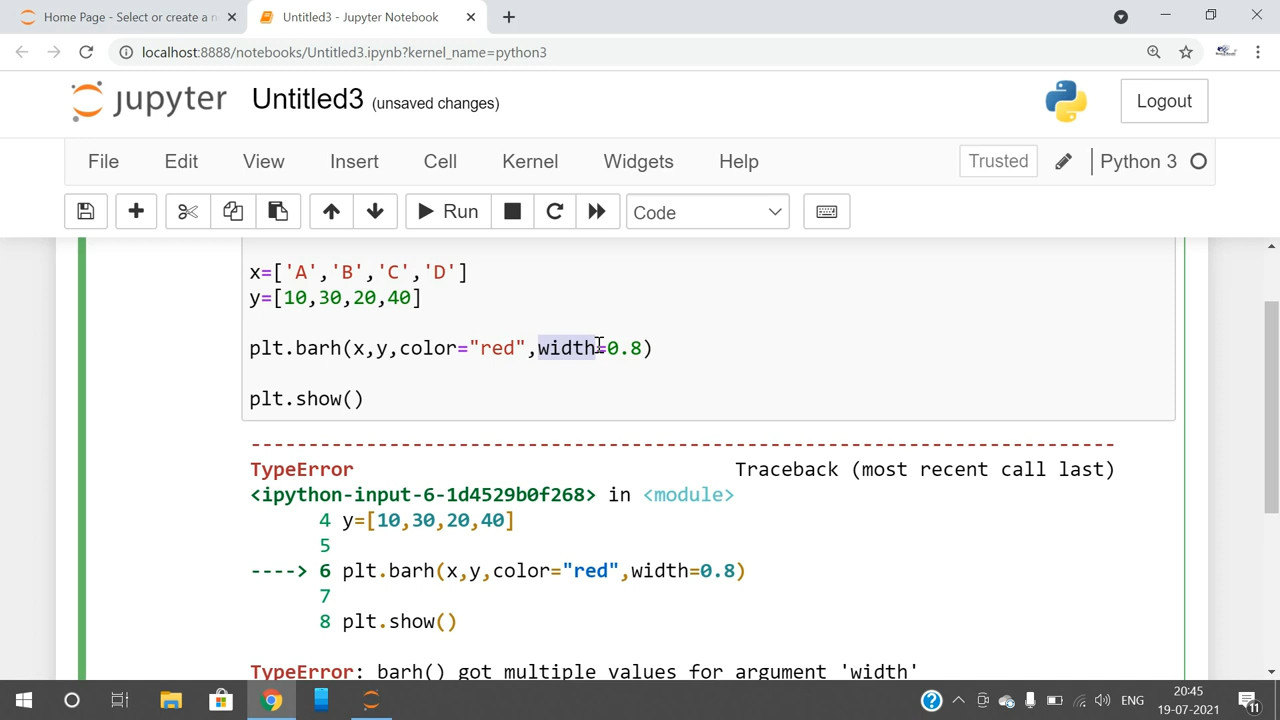 Home Page - Select or create a n
Untitled3 - Jupyter Notebook
localhost:8888/notebooks/Untitled3.ipynb?kernel_name=python3
jupyter Untitled3 (unsaved changes)
Logout
File Edit View Insert Cell Kernel Widgets Help
Trusted
Python 3
Run
Code
x=['A','B','C','D']
y=[10,30,20,40]
plt.barh(x,y,color="red",width=0.8)
plt.show()
---------------------------------------------------------------------------
TypeError Traceback (most recent call last)
<ipython-input-6-1d4529b0f268> in <module>
4 y=[10,30,20,40]
5
----> 6 plt.barh(x,y,color="red",width=0.8)
7
8 plt.show()
TypeError: barh() got multiple values for argument 'width'
ENG
20:45
19-07-2021
11